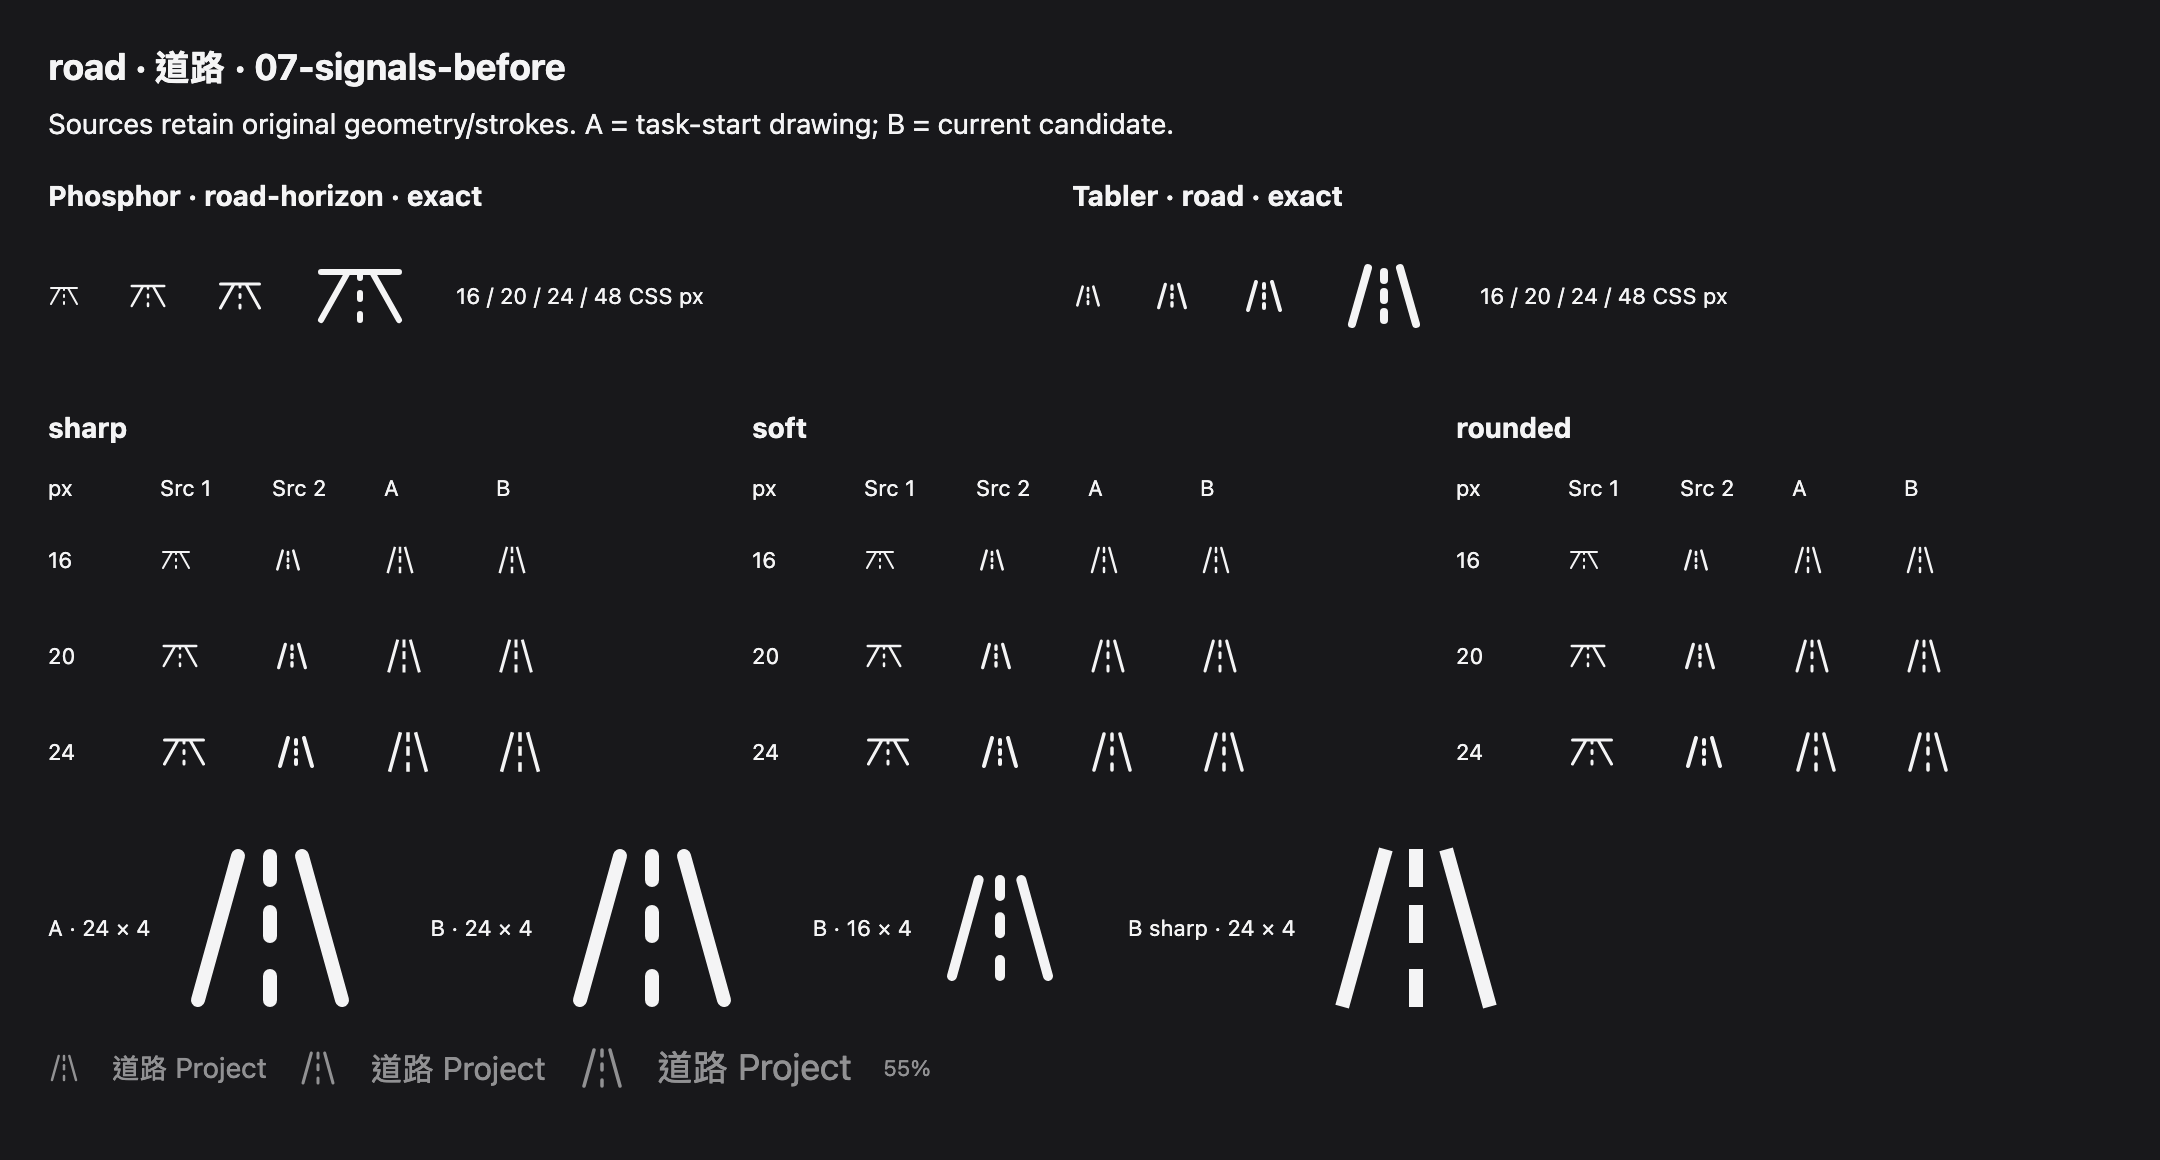 road · 道路 · 07-signals-before
Sources retain original geometry/strokes. A = task-start drawing; B = current candidate.
Phosphor · road-horizon · exact
16 / 20 / 24 / 48 CSS px
Tabler · road · exact
16 / 20 / 24 / 48 CSS px
sharp
px Src 1 Src 2 A B
16
20
24
soft
px Src 1 Src 2 A B
16
20
24
rounded
px Src 1 Src 2 A B
16
20
24
A · 24 × 4
B · 24 × 4
B · 16 × 4
B sharp · 24 × 4
道路 Project
道路 Project
道路 Project
55%